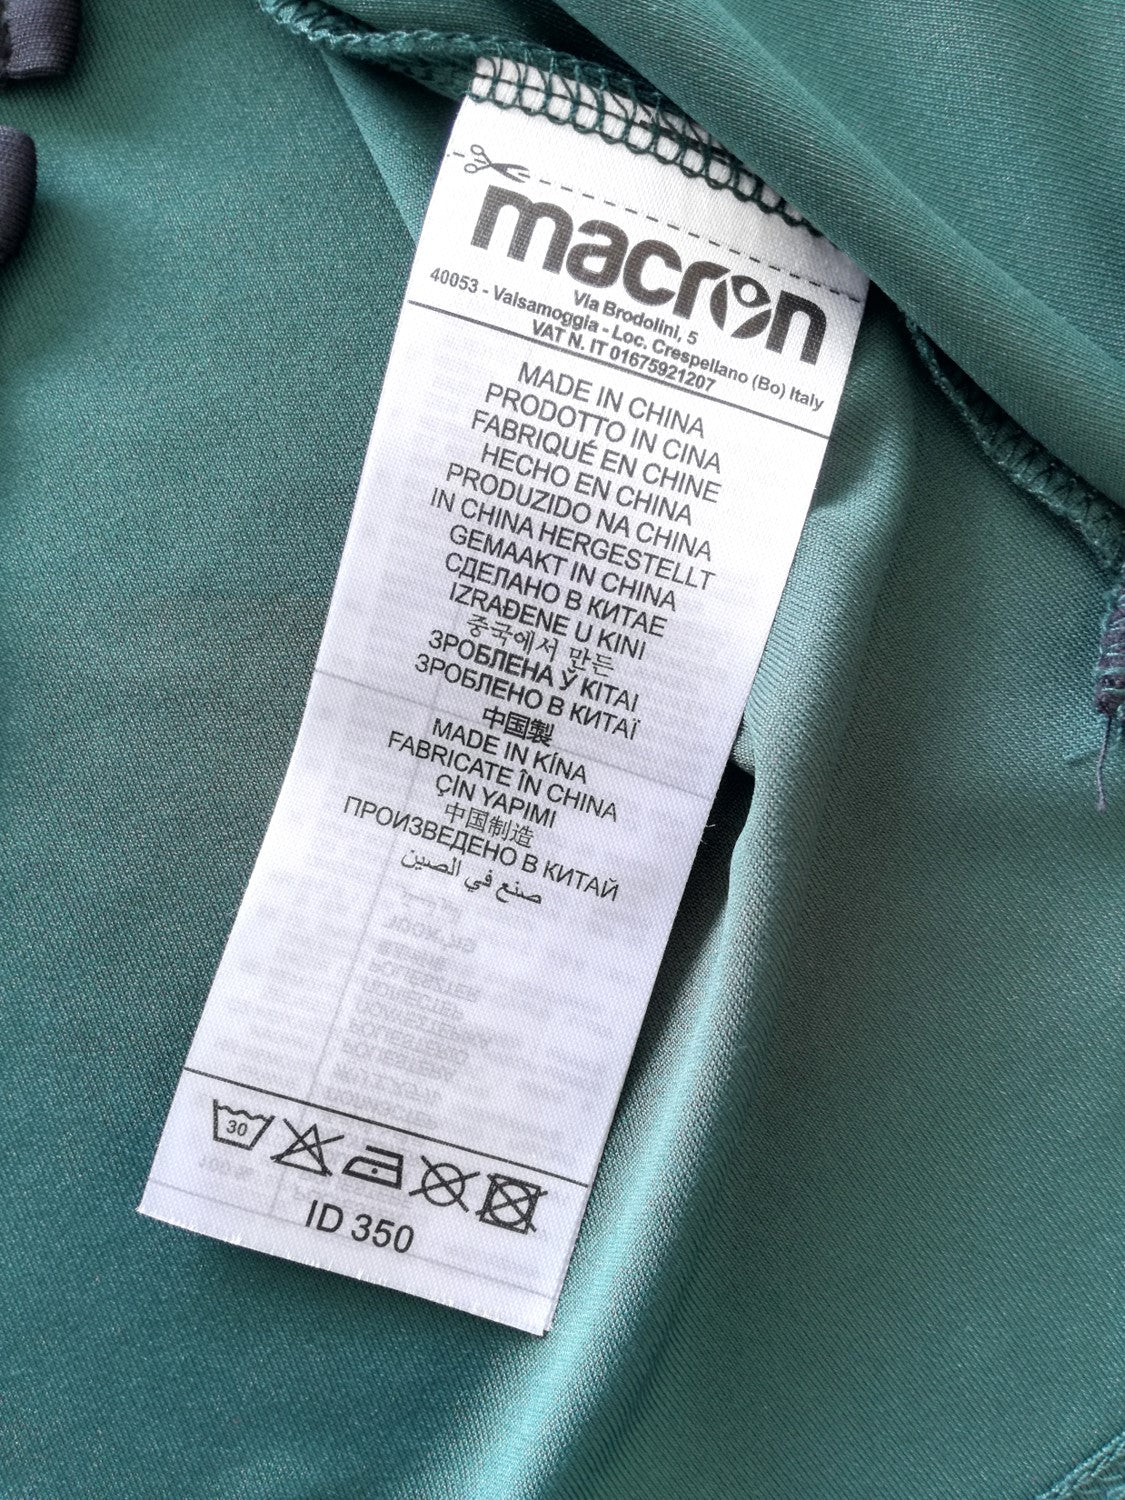 macron
Via Brodolini, 5
40053 - Valsamoggia - Loc. Crespellano (Bo) Italy
VAT N. IT 01675921207
MADE IN CHINA
PRODOTTO IN CINA
FABRIQUÉ EN CHINE
HECHO EN CHINA
PRODUZIDO NA CHINA
IN CHINA HERGESTELLT
GEMAAKT IN CHINA
СДЕЛАНО В КИТАЕ
IZRAĐENE U KINI
중국에서 만든
ЗРОБЛЕНА Ў KITAI
ЗРОБЛЕНО В КИТАЇ
中国製
MADE IN KÍNA
FABRICATE ÎN CHINA
ÇİN YAPIMI
中国制造
ПРОИЗВЕДЕНО В КИТАЙ
صنع في الصين
30
ID 350